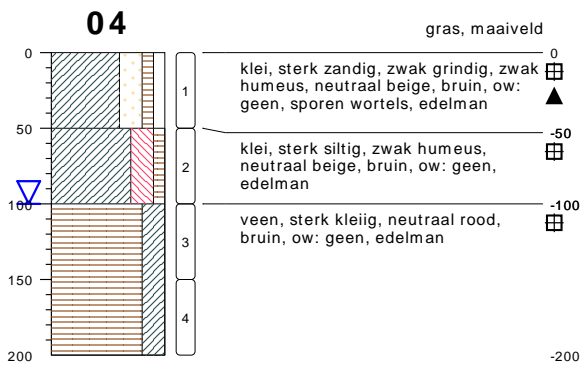 04
gras, maaiveld
0
0
klei, sterk zandig, zwak grindig, zwak
humeus, neutraal beige, bruin, ow:
geen, sporen wortels, edelman
1
50
-50
klei, sterk siltig, zwak humeus,
neutraal beige, bruin, ow: geen,
edelman
2
100
-100
veen, sterk kleiig, neutraal rood,
bruin, ow: geen, edelman
3
150
4
200
-200